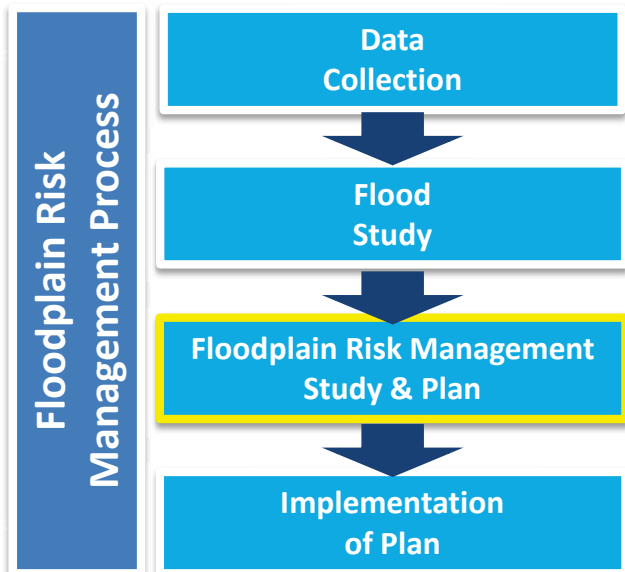 Floodplain Risk
Management Process
Data
Collection
Flood
Study
Floodplain Risk Management
Study & Plan
Implementation
of Plan